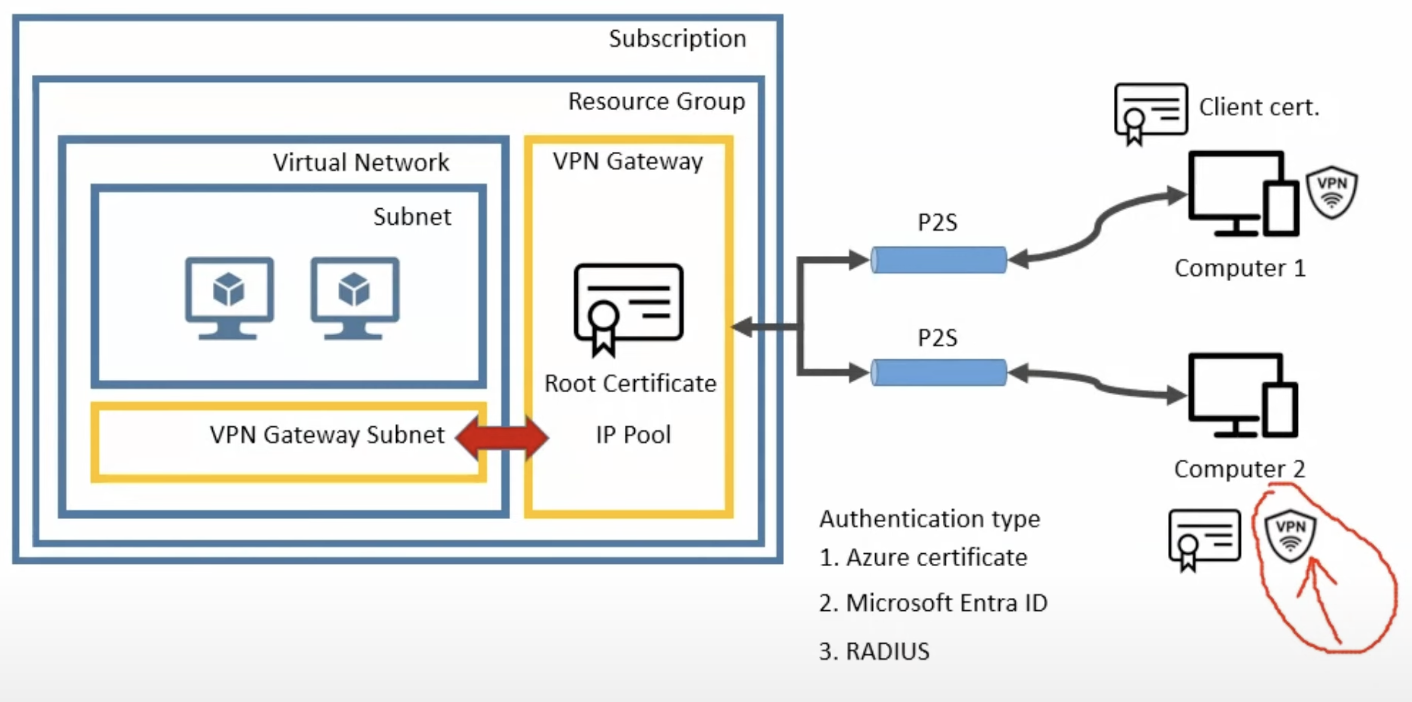 Subscription
Resource Group
Virtual Network
VPN Gateway
Subnet
Root Certificate
VPN Gateway Subnet
IP Pool
P2S
P2S
Client cert.
VPN
Computer 1
Computer 2
VPN
Authentication type
1. Azure certificate
2. Microsoft Entra ID
3. RADIUS